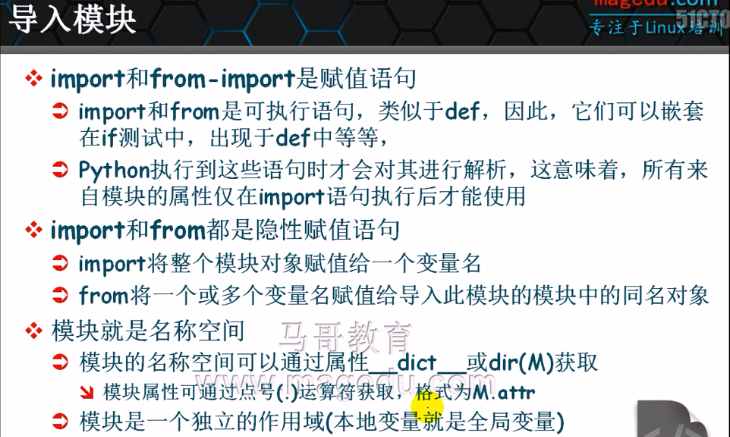 导入模块
magedu.com
51CTO
专注于Linux培训
import和from-import是赋值语句
import和from是可执行语句，类似于def，因此，它们可以嵌套
在if测试中，出现于def中等等，
Python执行到这些语句时才会对其进行解析，这意味着，所有来
自模块的属性仅在import语句执行后才能使用
import和from都是隐性赋值语句
import将整个模块对象赋值给一个变量名
from将一个或多个变量名赋值给导入此模块的模块中的同名对象
模块就是名称空间
马哥教育
模块的名称空间可以通过属性__dict__或dir(M)获取
www.magedu.com
模块属性可通过点号(.)运算符获取，格式为M.attr
模块是一个独立的作用域(本地变量就是全局变量)